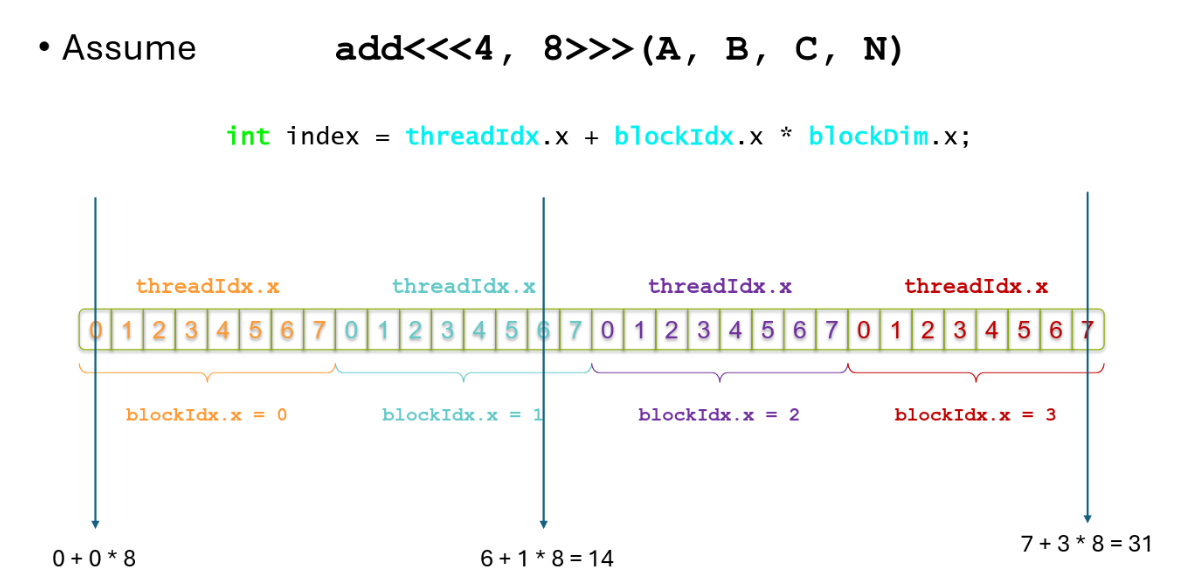 • Assume add<<<4, 8>>>(A, B, C, N)
int index = threadIdx.x + blockIdx.x * blockDim.x;
threadIdx.x threadIdx.x threadIdx.x threadIdx.x
0 1 2 3 4 5 6 7 0 1 2 3 4 5 6 7 0 1 2 3 4 5 6 7 0 1 2 3 4 5 6 7
blockIdx.x = 0 blockIdx.x = 1 blockIdx.x = 2 blockIdx.x = 3
0 + 0 * 8 6 + 1 * 8 = 14 7 + 3 * 8 = 31